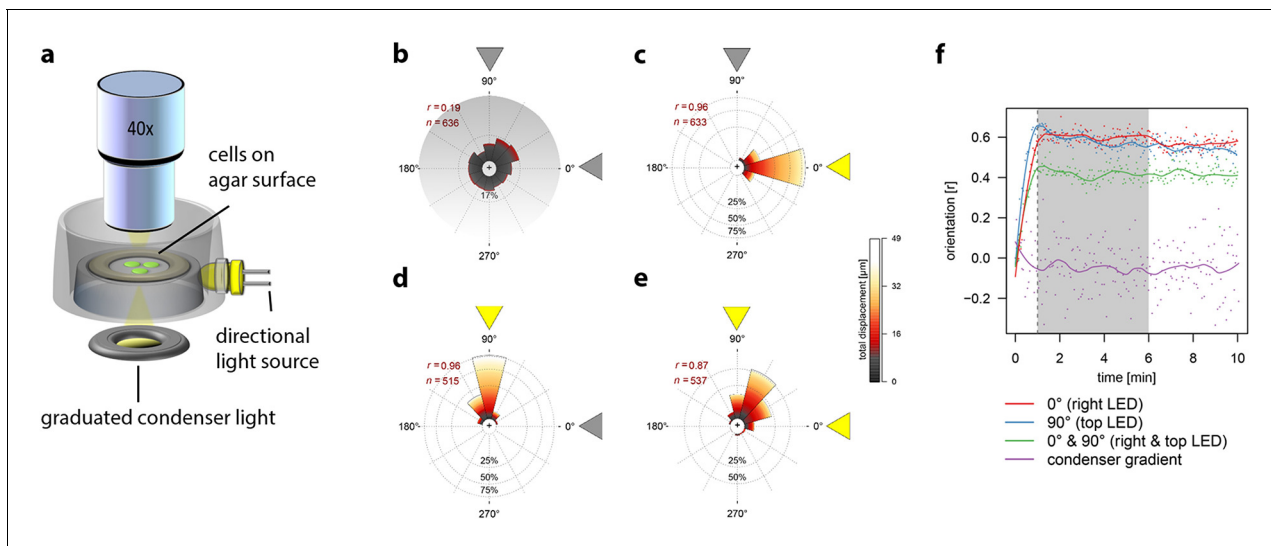 a
40x
cells on
agar surface
directional
light source
graduated condenser light
b
90°
r = 0.19
n = 636
180°
0°
17%
270°
c
90°
r = 0.96
n = 633
180°
0°
25%
50%
75%
270°
d
90°
r = 0.96
n = 515
180°
0°
25%
50%
75%
270°
e
90°
r = 0.87
n = 537
180°
0°
25%
50%
75%
270°
total displacement [µm]
49
32
16
0
f
orientation [r]
0.6
0.4
0.2
0.0
−0.2
0 2 4 6 8 10
time [min]
0° (right LED)
90° (top LED)
0° & 90° (right & top LED)
condenser gradient